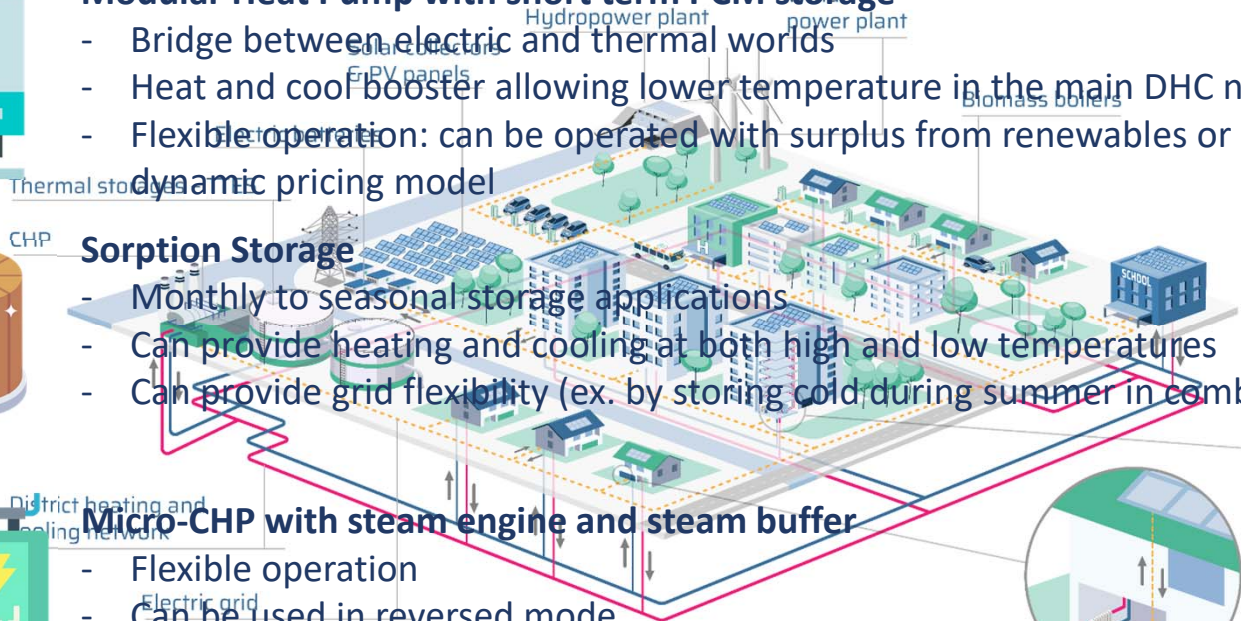 Modular Heat Pump with short term PCM storage
- Bridge between electric and thermal worlds
- Heat and cool booster allowing lower temperature in the main DHC n
- Flexible operation: can be operated with surplus from renewables or
dynamic pricing model
Sorption Storage
- Monthly to seasonal storage applications
- Can provide heating and cooling at both high and low temperatures
- Can provide grid flexibility (ex. by storing cold during summer in comb
Micro-CHP with steam engine and steam buffer
- Flexible operation
- Can be used in reversed mode
Hydropower plant
power plant
Solar collectors
& PV panels
Biomass boilers
Electric batteries
Thermal storages - TES
CHP
SCHOOL
H
District heating and
cooling network
Electric grid